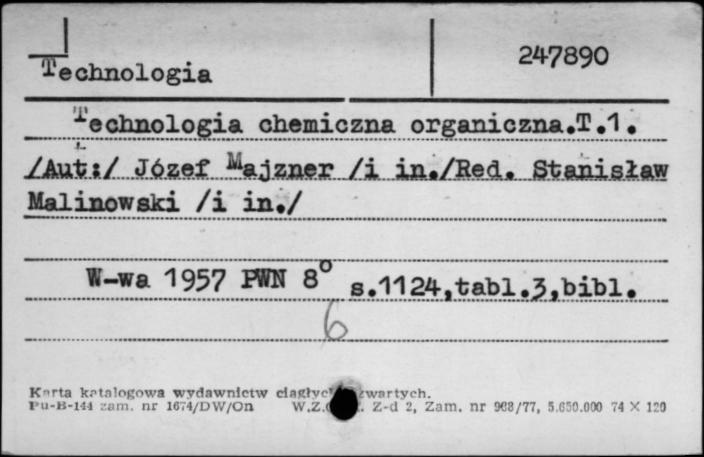 247890
Technologia
Technologia chemiczna organiczna.T.1.
/Aut:/ Józef Majzner /i in./Red. Stanisław
Malinowski /i in./
W-wa 1957 PWN 8° s.1124,tabl.3,bibl.
6
Karta katalogowa wydawnictw ciągłych zwartych.
Pu-B-144 zam. nr 1674/DW/On Z-d 2, Zam. nr 968/77, 5.650.000 74 X 120